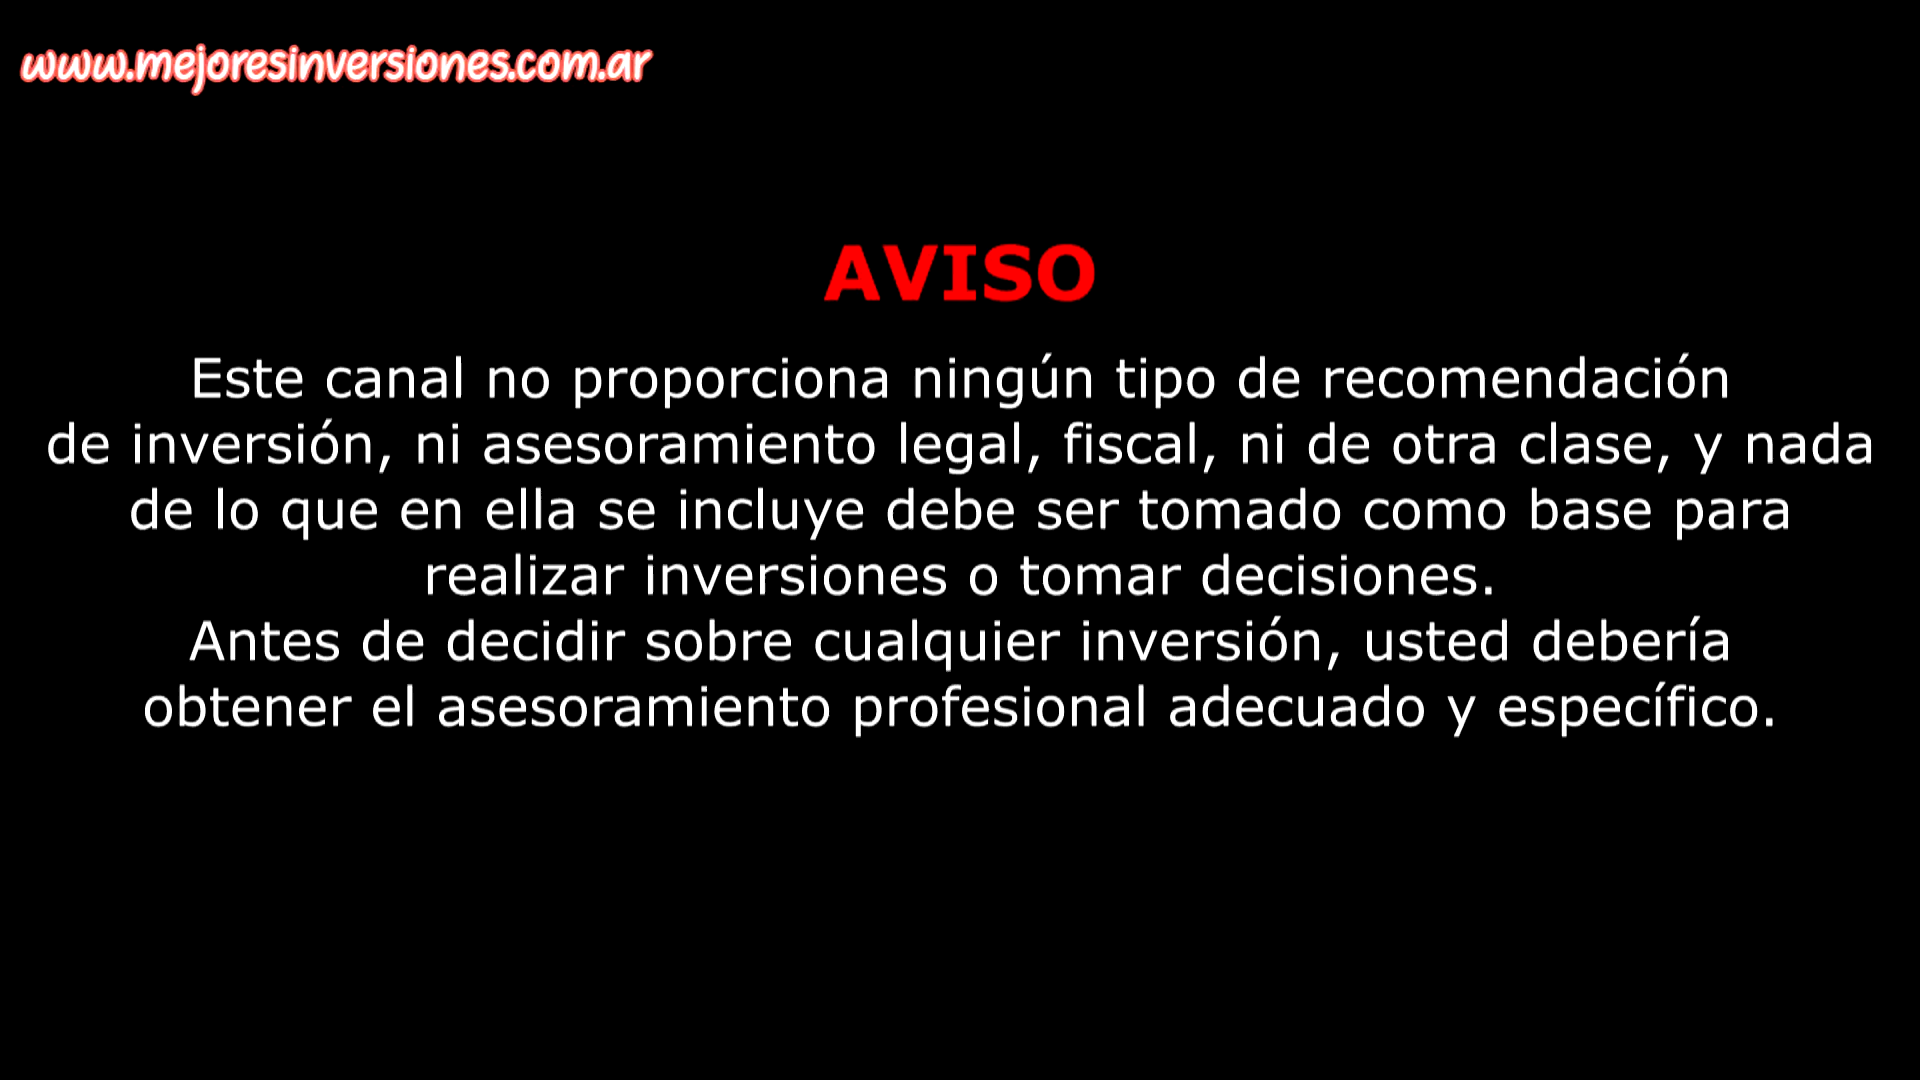 www.mejoresinversiones.com.ar
AVISO
Este canal no proporciona ningún tipo de recomendación
de inversión, ni asesoramiento legal, fiscal, ni de otra clase, y nada
de lo que en ella se incluye debe ser tomado como base para
realizar inversiones o tomar decisiones.
Antes de decidir sobre cualquier inversión, usted debería
obtener el asesoramiento profesional adecuado y específico.